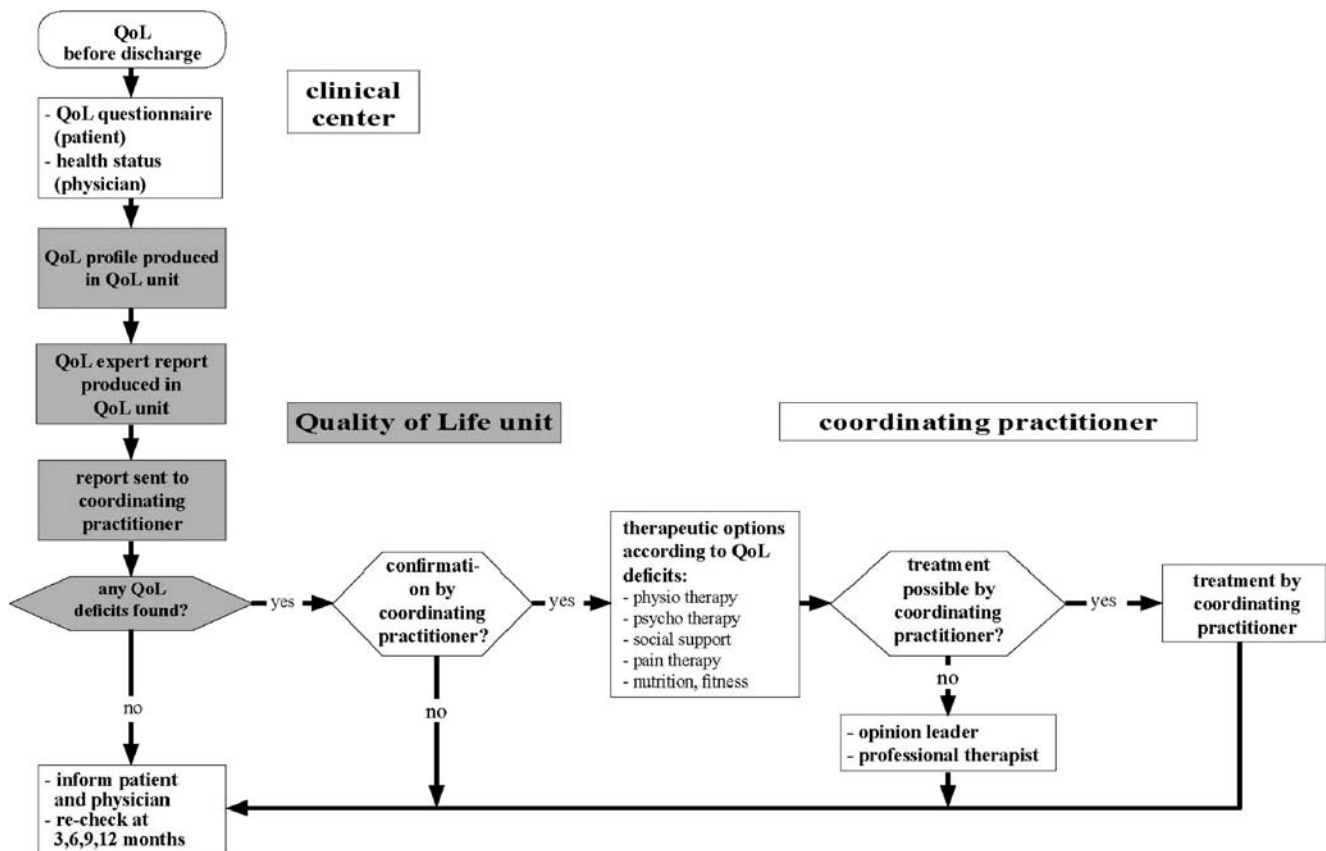 QoL
before discharge
clinical
center
- QoL questionnaire
(patient)
- health status
(physician)
QoL profile produced
in QoL unit
QoL expert report
produced in
QoL unit
Quality of Life unit
coordinating practitioner
report sent to
coordinating
practitioner
any QoL
deficits found?
yes
confirmati-
on by
coordinating
practitioner?
yes
therapeutic options
according to QoL
deficits:
- physio therapy
- psycho therapy
- social support
- pain therapy
- nutrition, fitness
treatment
possible by
coordinating
practitioner?
yes
treatment by
coordinating
practitioner
no
no
no
- opinion leader
- professional therapist
- inform patient
and physician
- re-check at
3,6,9,12 months